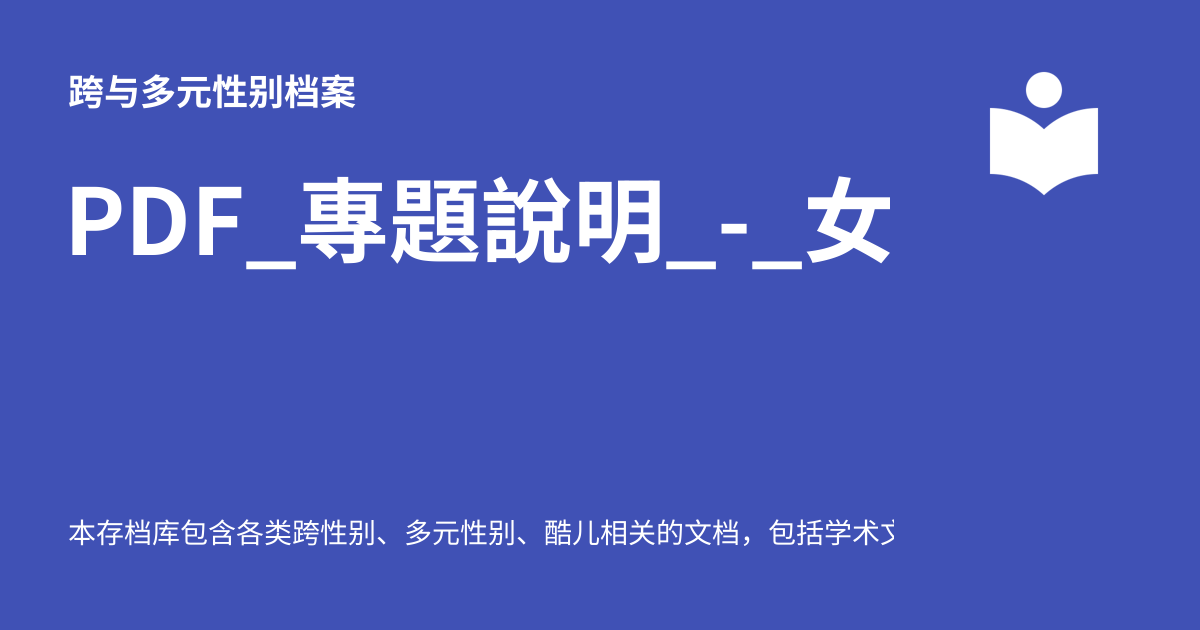 跨与多元性别档案
PDF_專題說明_-_女
本存档库包含各类跨性别、多元性别、酷儿相关的文档，包括学术